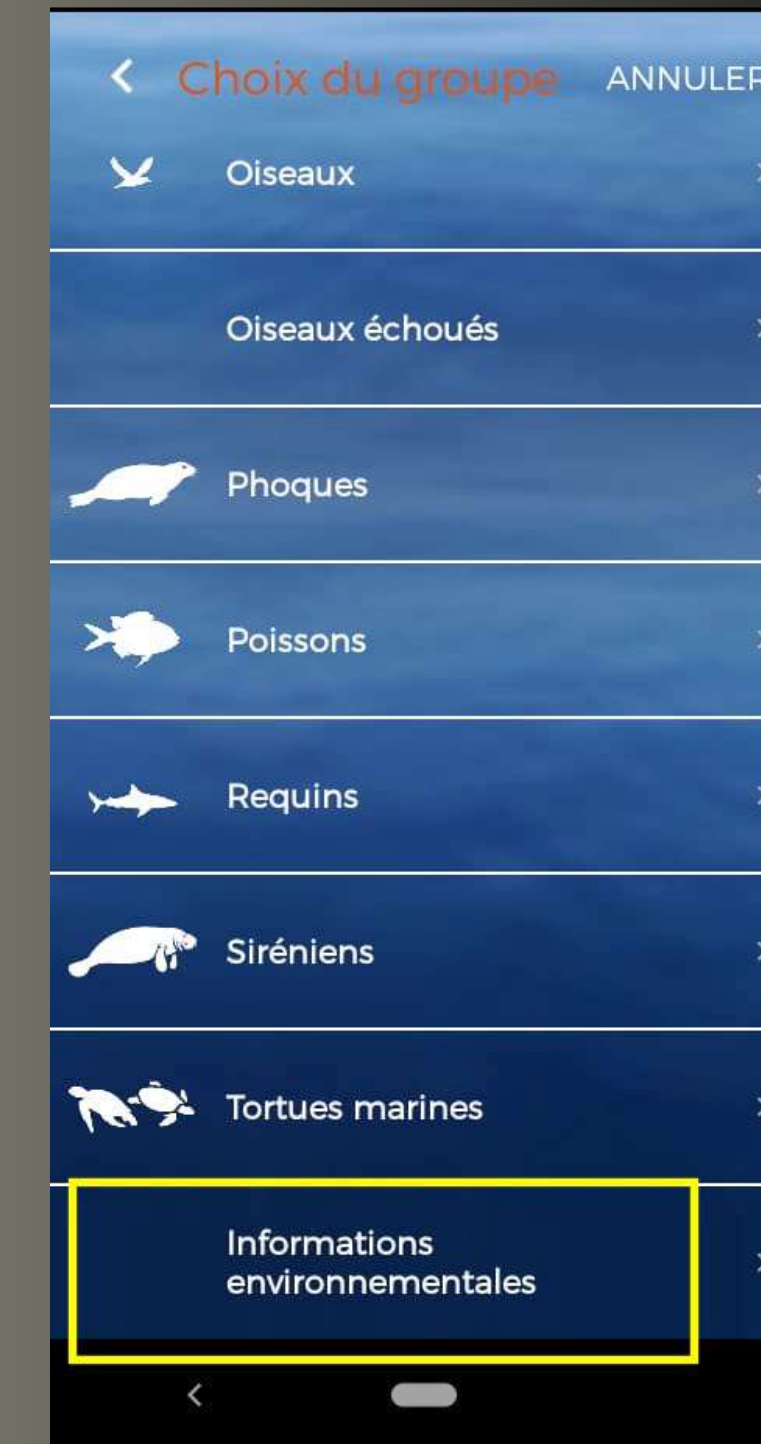 Choix du groupe
ANNULER
Oiseaux
Oiseaux échoués
Phoques
Poissons
Requins
Siréniens
Tortues marines
Informations
environnementales